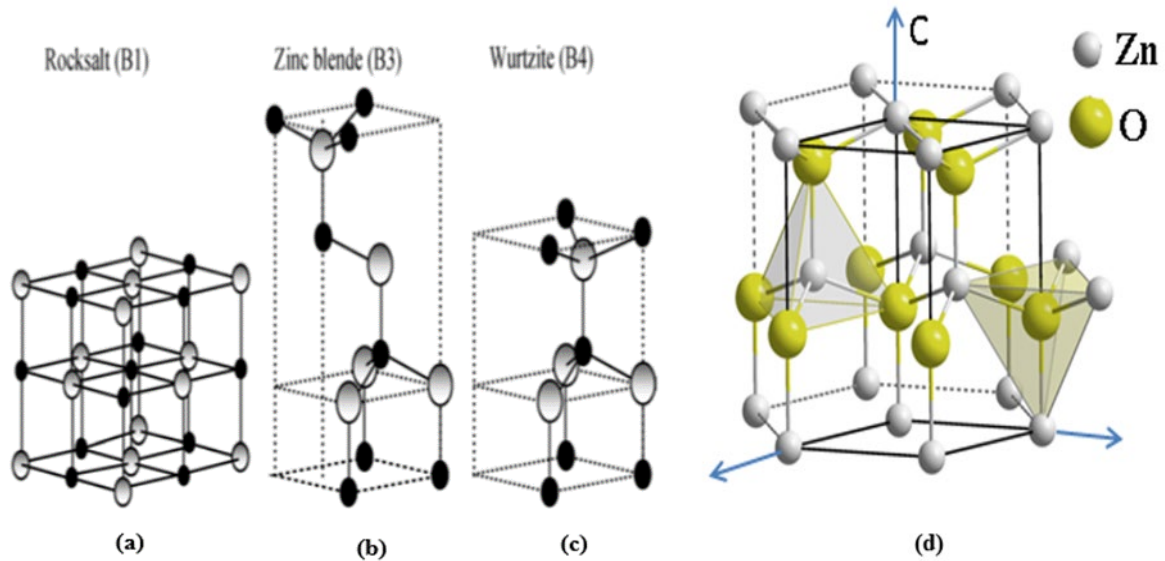 Rocksalt (B1)
Zinc blende (B3)
Wurtzite (B4)
C
Zn
O
(a)
(b)
(c)
(d)